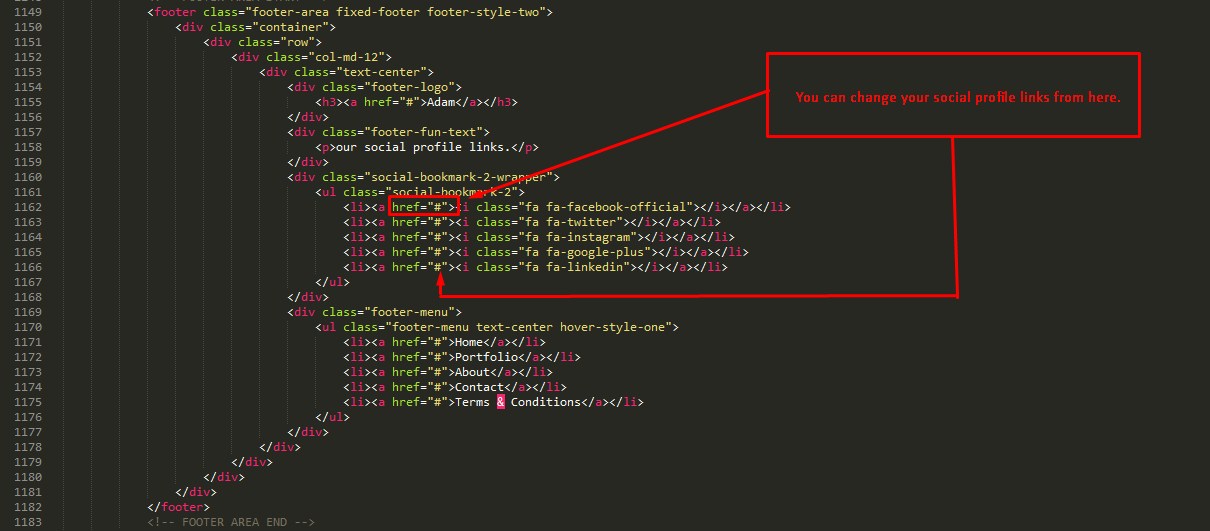 1149 <footer class="footer-area fixed-footer footer-style-two">
1150 <div class="container">
1151 <div class="row">
1152 <div class="col-md-12">
1153 <div class="text-center">
1154 <div class="footer-logo">
1155 <h3><a href="#">Adam</a></h3>
1156 </div>
1157 <div class="footer-fun-text">
1158 <p>our social profile links.</p>
1159 </div>
1160 <div class="social-bookmark-2-wrapper">
1161 <ul class="social-bookmark-2">
1162 <li><a href="#"><i class="fa fa-facebook-official"></i></a></li>
1163 <li><a href="#"><i class="fa fa-twitter"></i></a></li>
1164 <li><a href="#"><i class="fa fa-instagram"></i></a></li>
1165 <li><a href="#"><i class="fa fa-google-plus"></i></a></li>
1166 <li><a href="#"><i class="fa fa-linkedin"></i></a></li>
1167 </ul>
1168 </div>
1169 <div class="footer-menu">
1170 <ul class="footer-menu text-center hover-style-one">
1171 <li><a href="#">Home</a></li>
1172 <li><a href="#">Portfolio</a></li>
1173 <li><a href="#">About</a></li>
1174 <li><a href="#">Contact</a></li>
1175 <li><a href="#">Terms & Conditions</a></li>
1176 </ul>
1177 </div>
1178 </div>
1179 </div>
1180 </div>
1181 </div>
1182 </footer>
1183 <!-- FOOTER AREA END -->
You can change your social profile links from here.